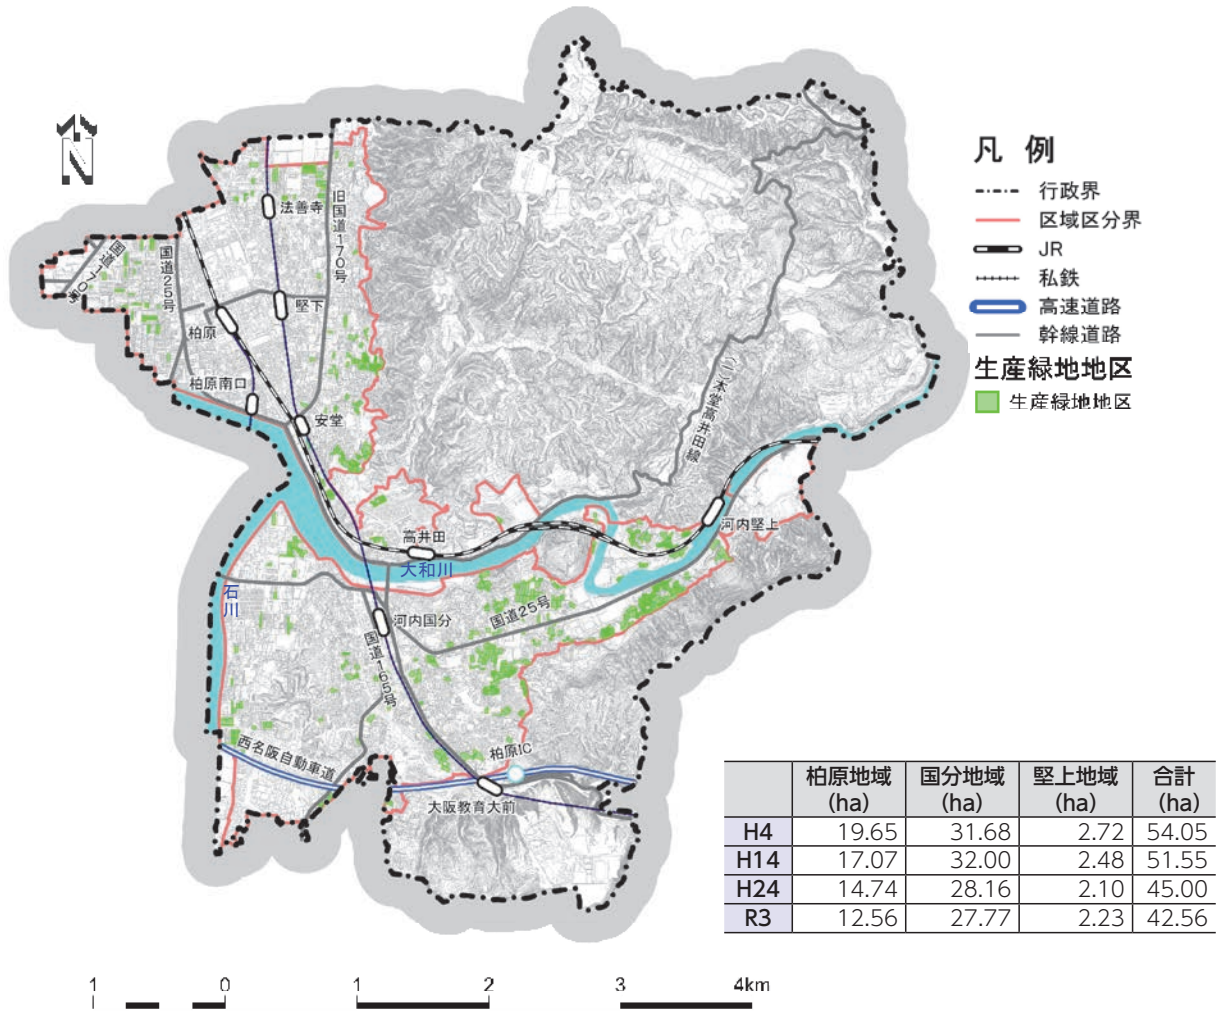 N
法善寺
旧国道170号
国道170号
国道25号
堅下
柏原
柏原南口
安堂
(一)本堂高井田線
高井田
河内堅上
大和川
石川
国道25号
河内国分
国道165号
柏原IC
西名阪自動車道
大阪教育大前
凡 例
行政界
区域区分界
JR
私鉄
高速道路
幹線道路
生産緑地地区
生産緑地地区
柏原地域 (ha) 国分地域 (ha) 堅上地域 (ha) 合計 (ha)
H4 19.65 31.68 2.72 54.05
H14 17.07 32.00 2.48 51.55
H24 14.74 28.16 2.10 45.00
R3 12.56 27.77 2.23 42.56
1 0 1 2 3 4km